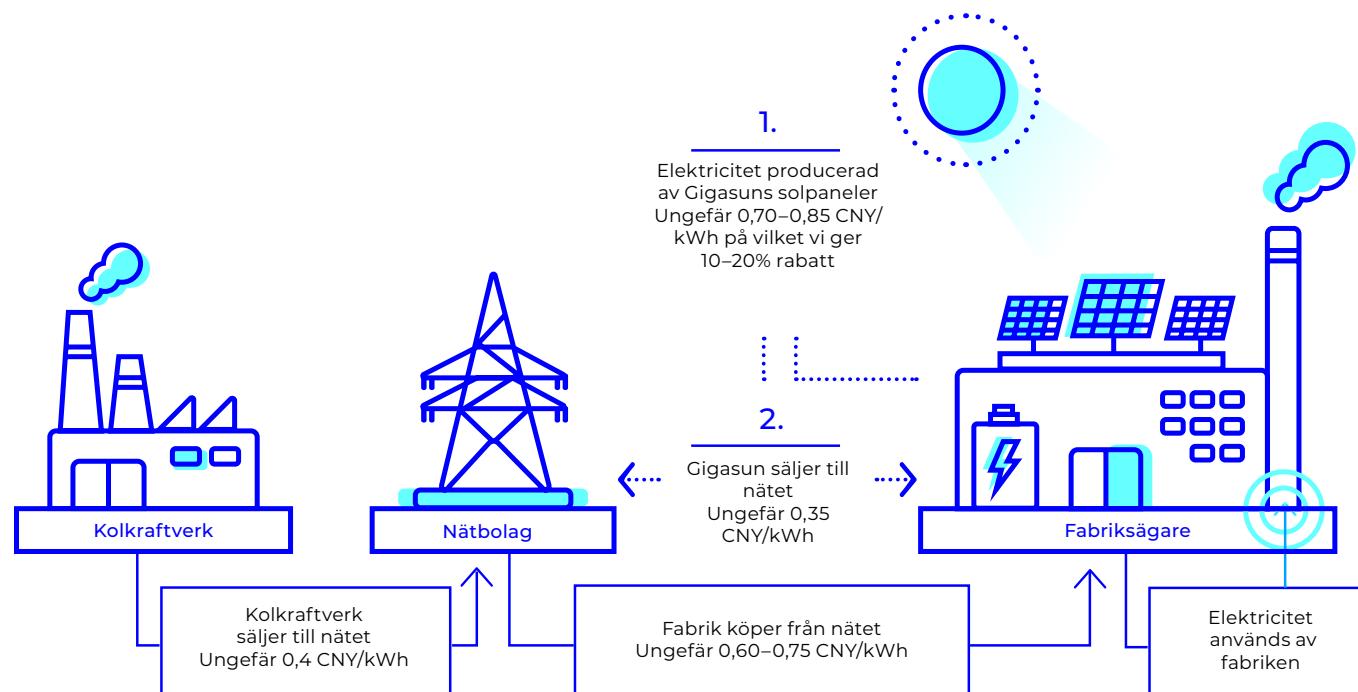 1.
Elektricitet producerad
av Gigasuns solpaneler
Ungefär 0,70–0,85 CNY/
kWh på vilket vi ger
10–20% rabatt
2.
Gigasun säljer till
nätet
Ungefär 0,35
CNY/kWh
Kolkraftverk
Nätbolag
Fabriksägare
Kolkraftverk
säljer till nätet
Ungefär 0,4 CNY/kWh
Fabrik köper från nätet
Ungefär 0,60–0,75 CNY/kWh
Elektricitet
används av
fabriken